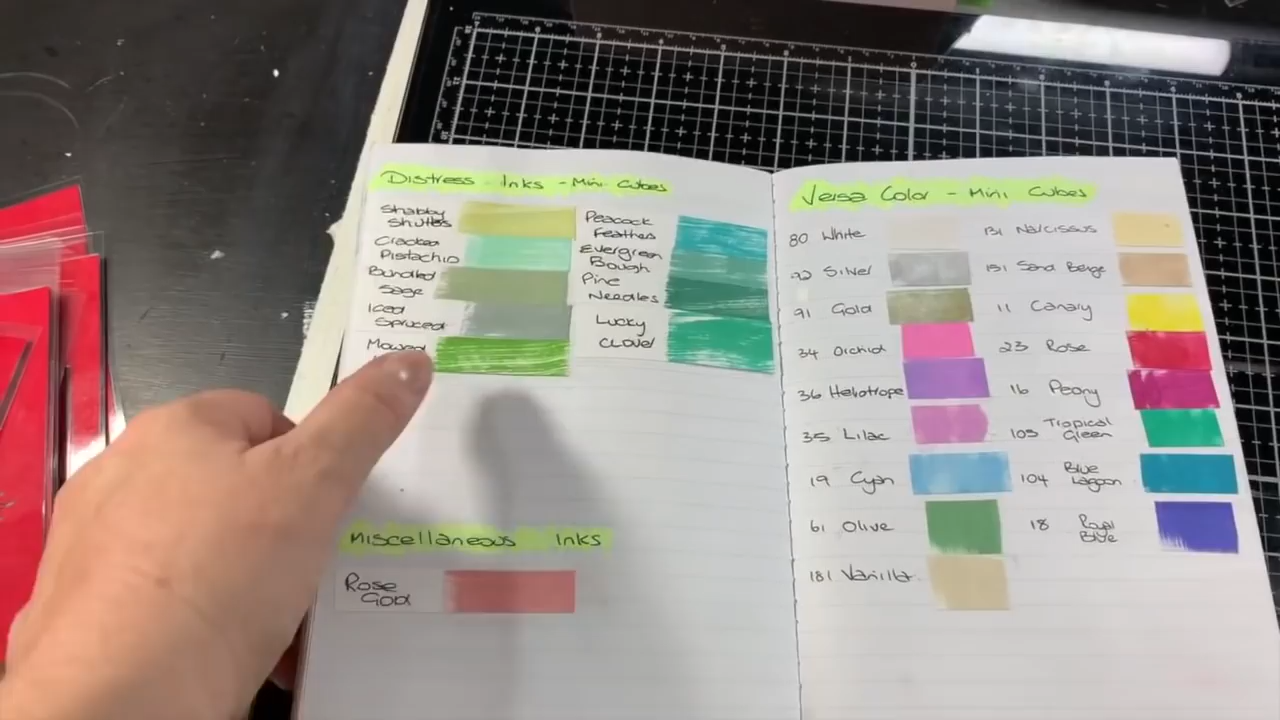 Distress Inks - Mini Cubes
Shabby
Shutters
Cracked
Pistachio
Bundled
Sage
Iced
Spruced
Mowed
Peacock
Feathers
Evergreen
Bough
Pine
Needles
Lucky
CLOVER
Miscellaneous Inks
Rose
Gold
Versa Color - Mini Cubes
80 White
92 Silver
91 Gold
34 Orchid
36 Heliotrope
35 Lilac
19 Cyan
61 Olive
181 Vanilla
131 Narcissus
151 Sand Beige
11 Canary
23 Rose
16 Peony
105 Tropical
Green
104 Blue
Lagoon
18 Royal
Blue